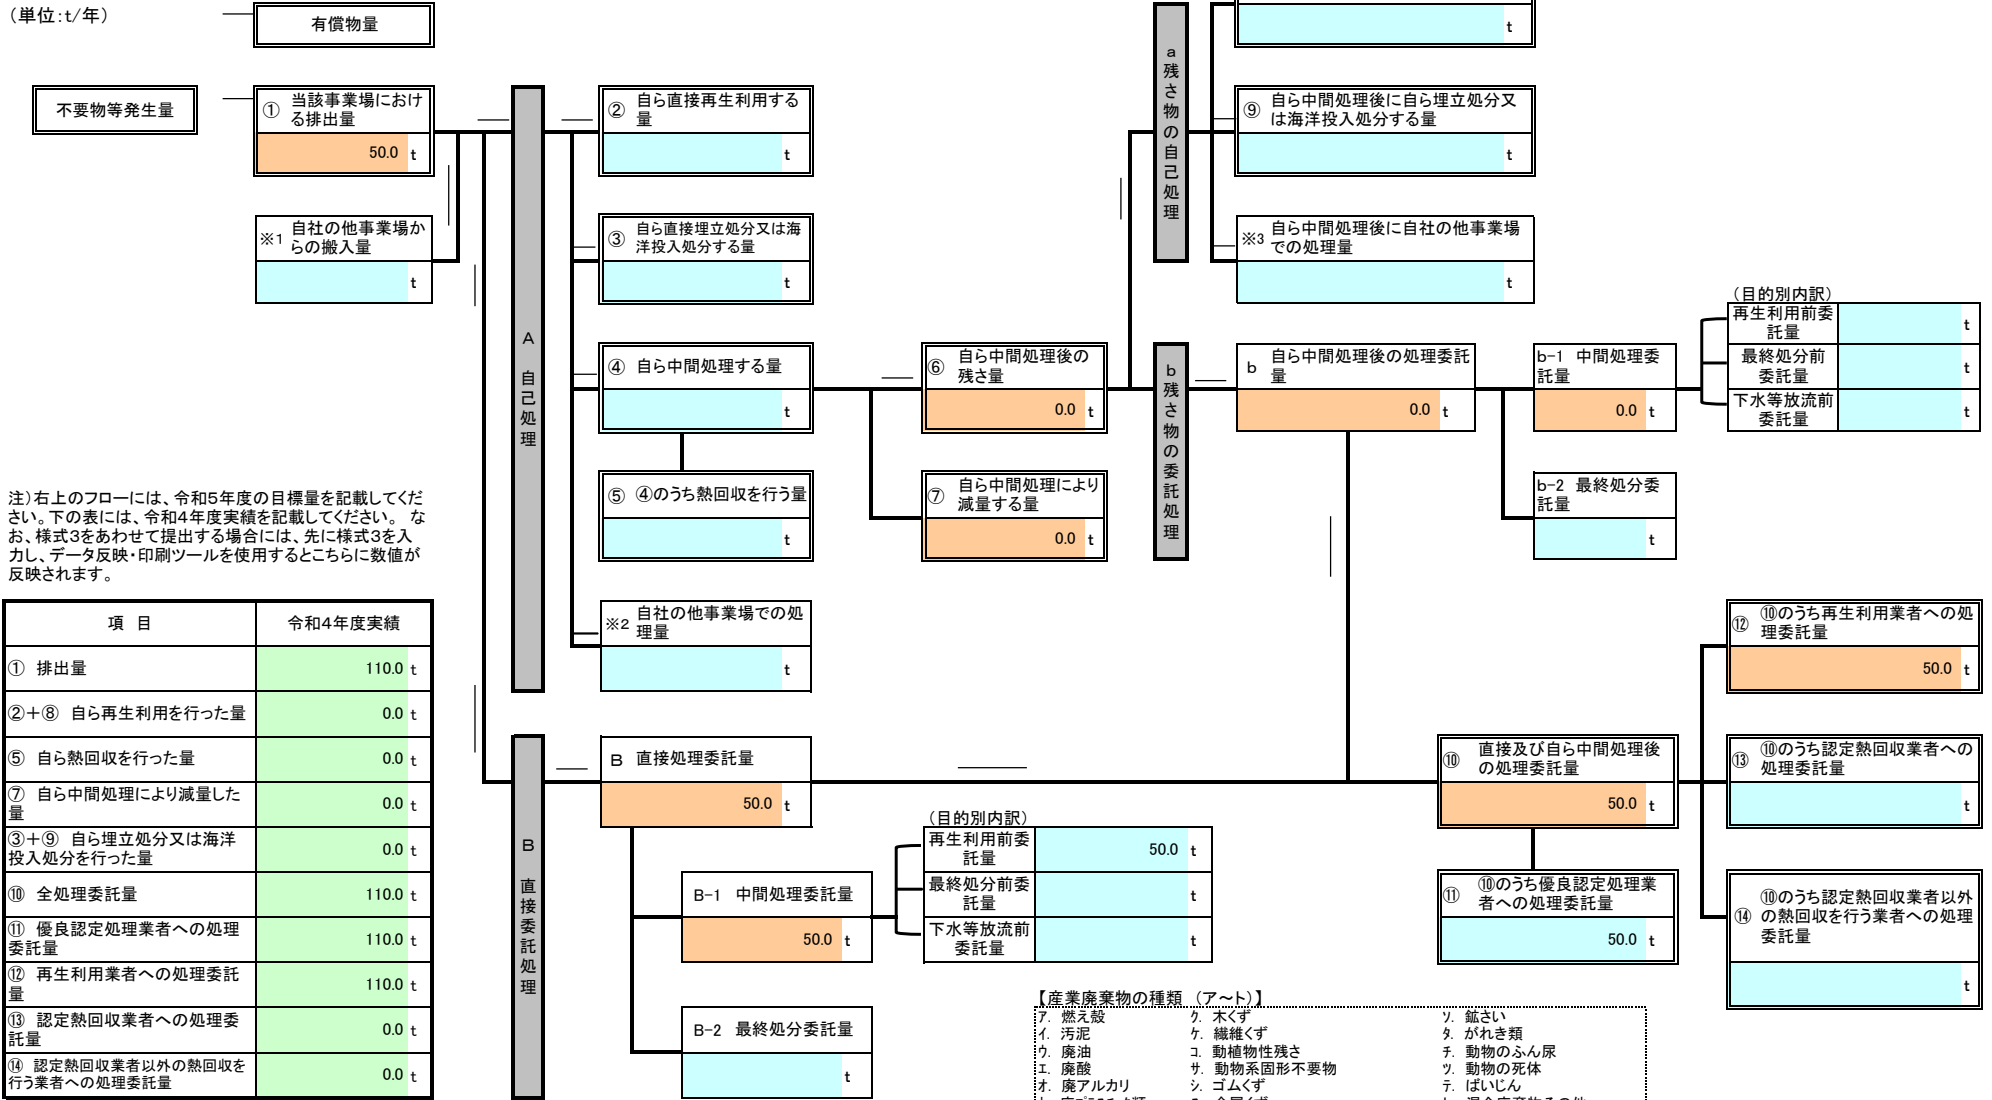 （単位:t/年）
有償物量
t
不要物等発生量
① 当該事業場におけ
る排出量
50.0 t
※1 自社の他事業場か
らの搬入量
t
A 自己処理
② 自ら直接再生利用する
量
t
③ 自ら直接埋立処分又は海
洋投入処分する量
t
④ 自ら中間処理する量
t
⑤ ④のうち熱回収を行う量
t
※2 自社の他事業場での処
理量
t
⑥ 自ら中間処理後の
残さ量
0.0 t
⑦ 自ら中間処理により
減量する量
0.0 t
a 残さ物の自己処理
⑨ 自ら中間処理後に自ら埋立処分又
は海洋投入処分する量
t
※3 自ら中間処理後に自社の他事業場
での処理量
t
b 残さ物の委託処理
b 自ら中間処理後の処理委託
量
0.0 t
b-1 中間処理委
託量
0.0 t
b-2 最終処分委
託量
t
（目的別内訳）
再生利用前委
託量
t
最終処分前
委託量
t
下水等放流前
委託量
t
注）右上のフローには、令和5年度の目標量を記載してくだ
さい。下の表には、令和4年度実績を記載してください。 な
お、様式3をあわせて提出する場合には、先に様式3を入
力し、データ反映・印刷ツールを使用するとこちらに数値が
反映されます。
項 目 令和4年度実績
① 排出量 110.0 t
②＋⑧ 自ら再生利用を行った量 0.0 t
⑤ 自ら熱回収を行った量 0.0 t
⑦ 自ら中間処理により減量した
量 0.0 t
③＋⑨ 自ら埋立処分又は海洋
投入処分を行った量 0.0 t
⑩ 全処理委託量 110.0 t
⑪ 優良認定処理業者への処理
委託量 110.0 t
⑫ 再生利用業者への処理委託
量 110.0 t
⑬ 認定熱回収業者への処理委
託量 0.0 t
⑭ 認定熱回収業者以外の熱回収を
行う業者への処理委託量 0.0 t
B 直接委託処理
B 直接処理委託量
50.0 t
B-1 中間処理委託量
50.0 t
B-2 最終処分委託量
t
（目的別内訳）
再生利用前委
託量
50.0 t
最終処分前委
託量
t
下水等放流前
委託量
t
⑩ 直接及び自ら中間処理後
の処理委託量
50.0 t
⑪ ⑩のうち優良認定処理業
者への処理委託量
50.0 t
⑫ ⑩のうち再生利用業者への処
理委託量
50.0 t
⑬ ⑩のうち認定熱回収業者への
処理委託量
t
⑭ ⑩のうち認定熱回収業者以外
の熱回収を行う業者への処理
委託量
t
【産業廃棄物の種類 （ア～ト）】
ア. 燃え殻 ク. 木くず ソ. 鉱さい
イ. 汚泥 ケ. 繊維くず タ. がれき類
ウ. 廃油 コ. 動植物性残さ チ. 動物のふん尿
エ. 廃酸 サ. 動物系固形不要物 ツ. 動物の死体
オ. 廃アルカリ シ. ゴムくず テ. ばいじん